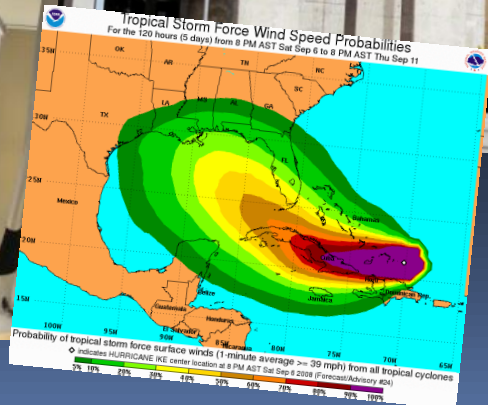 Tropical Storm Force Wind Speed Probabilities
For the 120 hours (5 days) from 8 PM AST Sat Sep 6 to 8 PM AST Thu Sep 11
35N
OK
AR
TN
NC
SC
MS
AL
GA
LA
TX
30N
FL
25N
Mexico
Bahamas
20N
Cuba
Dominican Rep.
Jamaica
Belize
15N
Guatemala
Honduras
El Salvador
Nicaragua
100W
95W
90W
85W
80W
75W
70W
65W
Probability of tropical storm force surface winds (1-minute average >= 39 mph) from all tropical cyclones
indicates HURRICANE IKE center location at 8 PM AST Sat Sep 6 2008 (Forecast/Advisory #24)
5% 10% 20% 30% 40% 50% 60% 70% 80% 90% 100%